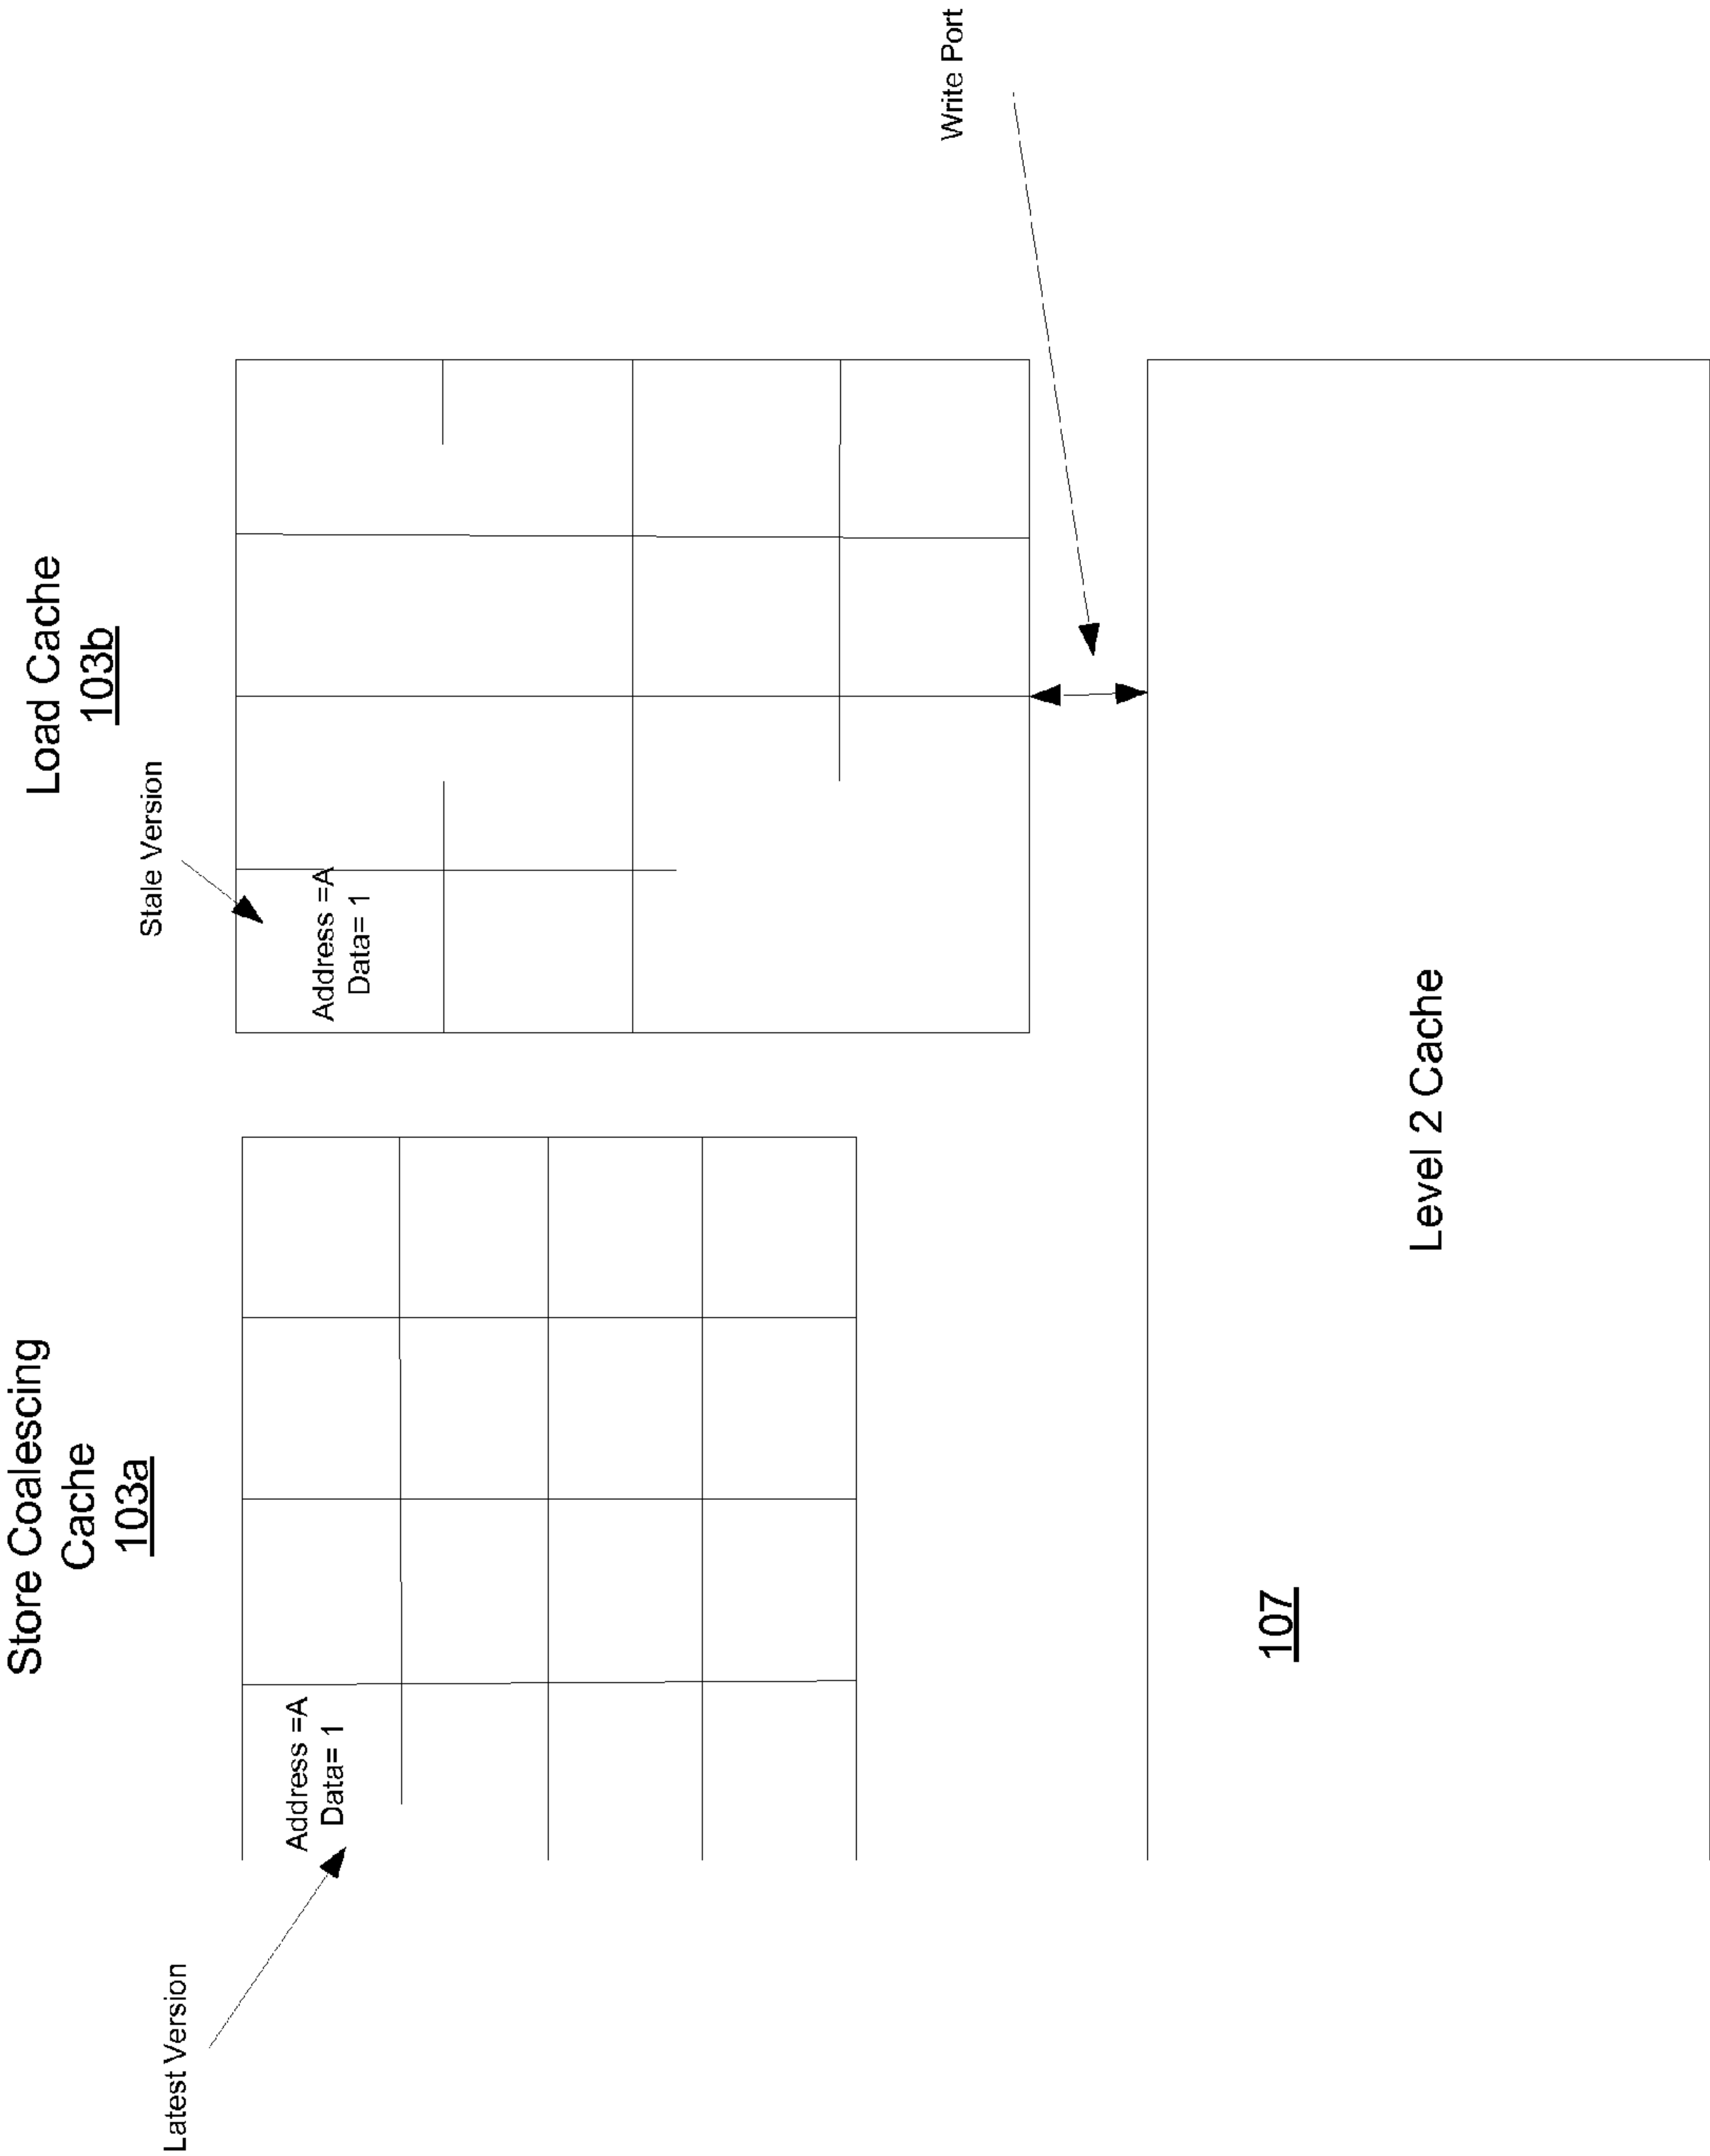 Store Coalescing
Cache
103a
Load Cache
103b
Latest Version
Stale Version
Address =A
Data= 1
Address =A
Data= 1
Write Port
107
Level 2 Cache